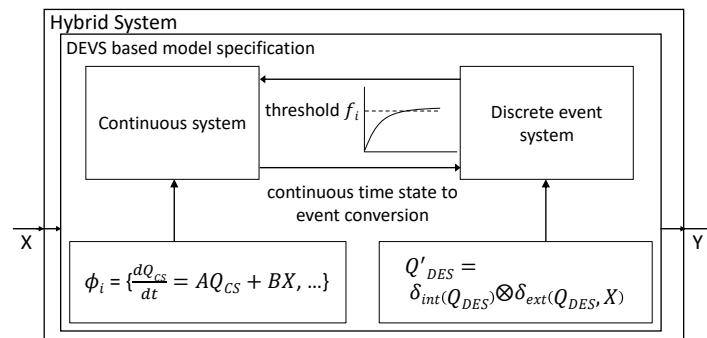 Hybrid System
DEVS based model specification
Continuous system
threshold f_i
Discrete event
system
continuous time state to
event conversion
X
Y
ϕ_i = {dQ_CS/dt = AQ_CS + BX, …}
Q′_DES =
δ_int(Q_DES)⊗δ_ext(Q_DES, X)